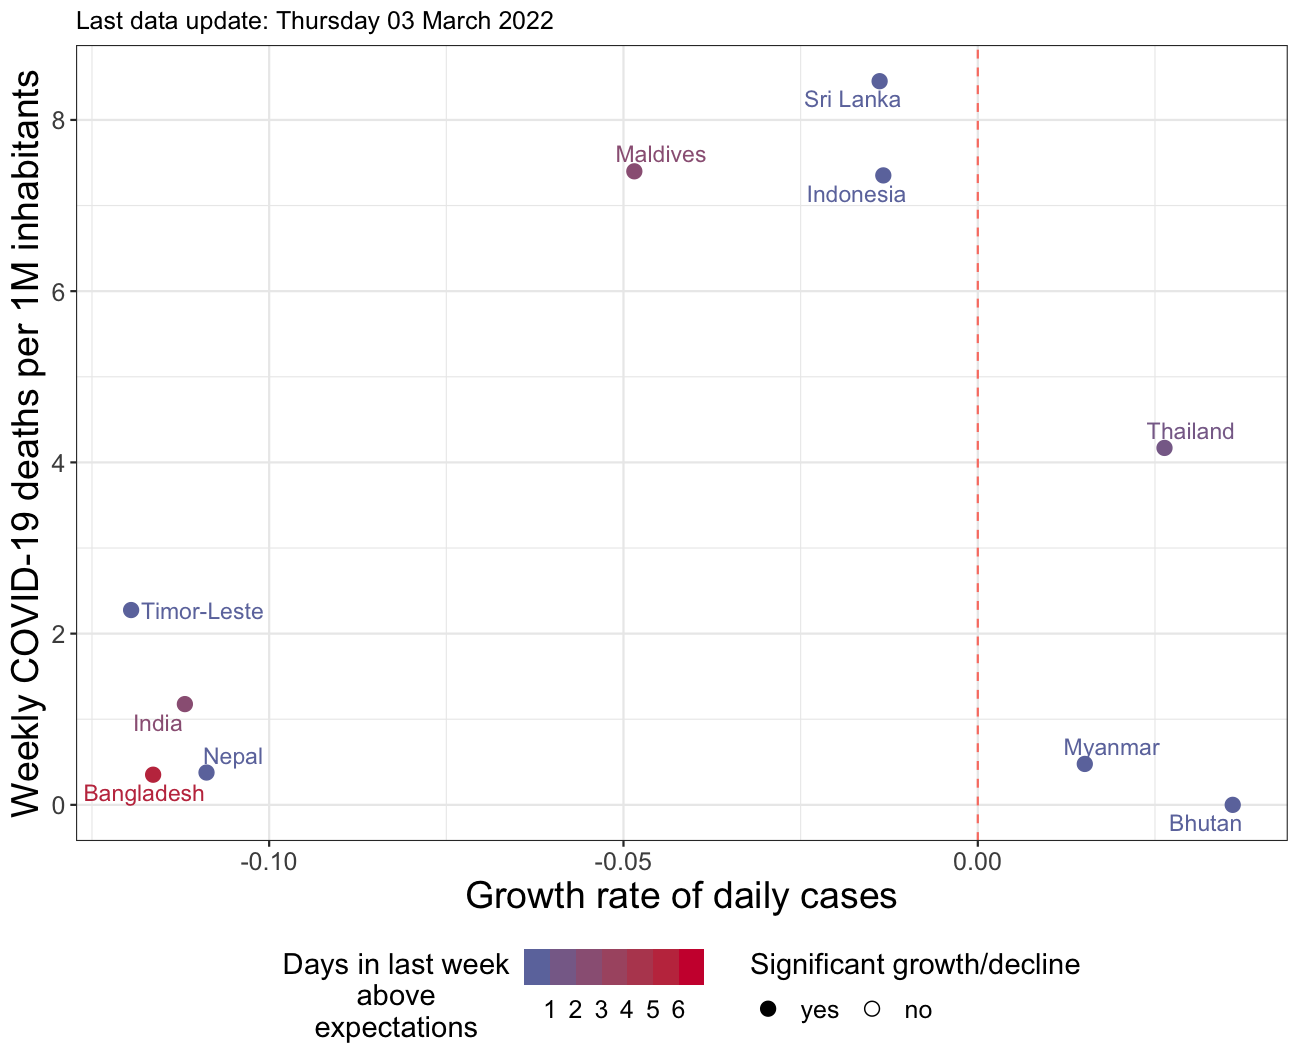 Last data update: Thursday 03 March 2022
Weekly COVID-19 deaths per 1M inhabitants
8
6
4
2
0
Sri Lanka
Maldives
Indonesia
Thailand
Timor-Leste
India
Nepal
Bangladesh
Myanmar
Bhutan
-0.10 -0.05 0.00
Growth rate of daily cases
Days in last week
above
expectations
1 2 3 4 5 6
Significant growth/decline
yes no